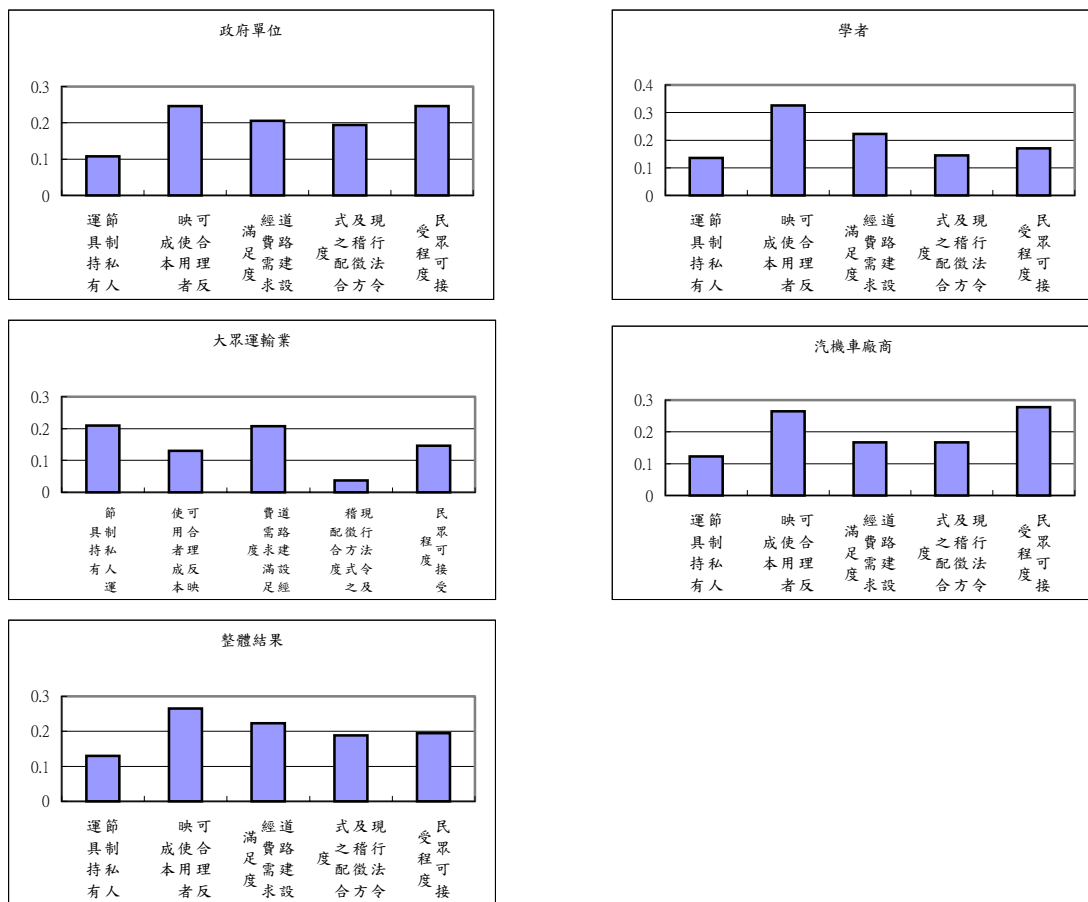 政府單位
0.3
0.2
0.1
0
節制私人
運具持有
可合理反
映使用者
成本
道路建設
經費需求
滿足度
現行法令
及稽徵方
式之配合
度
民眾可接
受程度
學者
0.4
0.3
0.2
0.1
0
節制私人
運具持有
可合理反
映使用者
成本
道路建設
經費需求
滿足度
現行法令
及稽徵方
式之配合
度
民眾可接
受程度
大眾運輸業
0.3
0.2
0.1
0
節制私人運
具持有
可合理反映
使用者成本
道路建設經
費需求滿足
度
現行法令及
稽徵方式之
配合度
民眾可接受
程度
汽機車廠商
0.3
0.2
0.1
0
節制私人
運具持有
可合理反
映使用者
成本
道路建設
經費需求
滿足度
現行法令
及稽徵方
式之配合
度
民眾可接
受程度
整體結果
0.3
0.2
0.1
0
節制私人
運具持有
可合理反
映使用者
成本
道路建設
經費需求
滿足度
現行法令
及稽徵方
式之配合
度
民眾可接
受程度